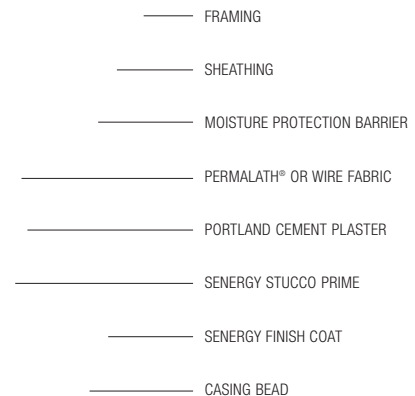 FRAMING
SHEATHING
MOISTURE PROTECTION BARRIER
PERMALATH® OR WIRE FABRIC
PORTLAND CEMENT PLASTER
SENERGY STUCCO PRIME
SENERGY FINISH COAT
CASING BEAD